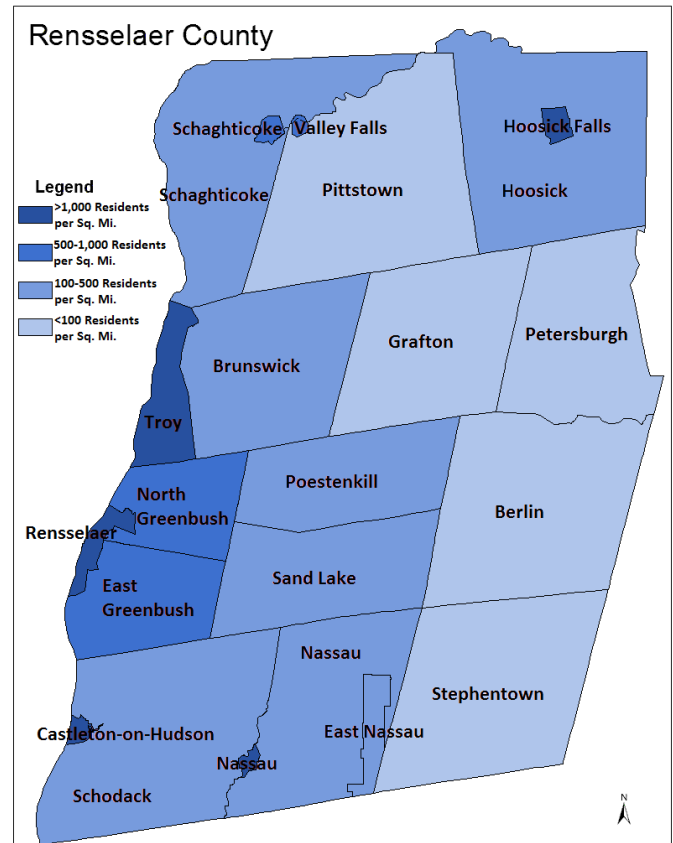 Rensselaer County
Schaghticoke
Valley Falls
Hoosick Falls
Legend
>1,000 Residents
per Sq. Mi.
500-1,000 Residents
per Sq. Mi.
100-500 Residents
per Sq. Mi.
<100 Residents
per Sq. Mi.
Schaghticoke
Pittstown
Hoosick
Brunswick
Grafton
Petersburgh
Troy
North
Greenbush
Poestenkill
Berlin
Rensselaer
East
Greenbush
Sand Lake
Nassau
Stephentown
Castleton-on-Hudson
East Nassau
Nassau
Schodack
N